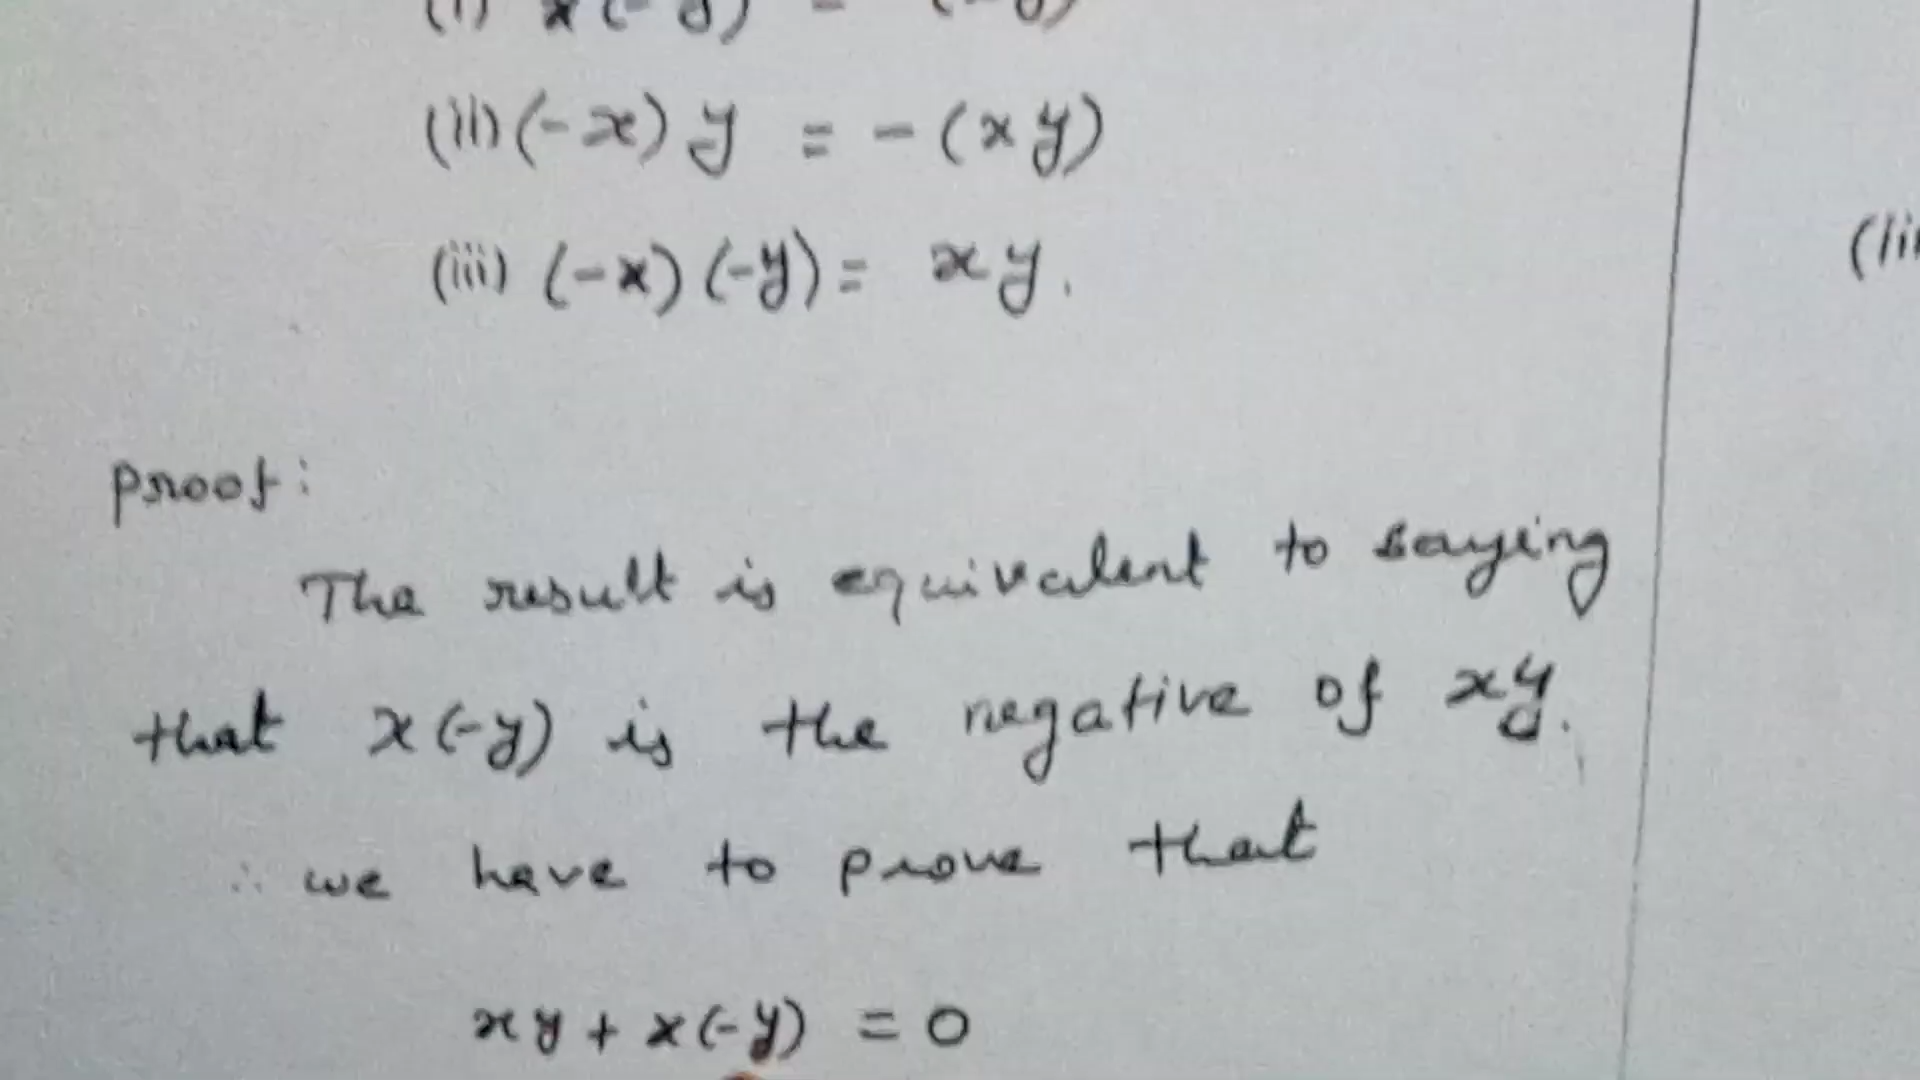 (ii) (-x) y = - (xy)
(iii) (-x) (-y) = xy.
(iii
proof:
The result is equivalent to saying
that x(-y) is the negative of xy.
∴ we have to prove that
xy + x(-y) = 0